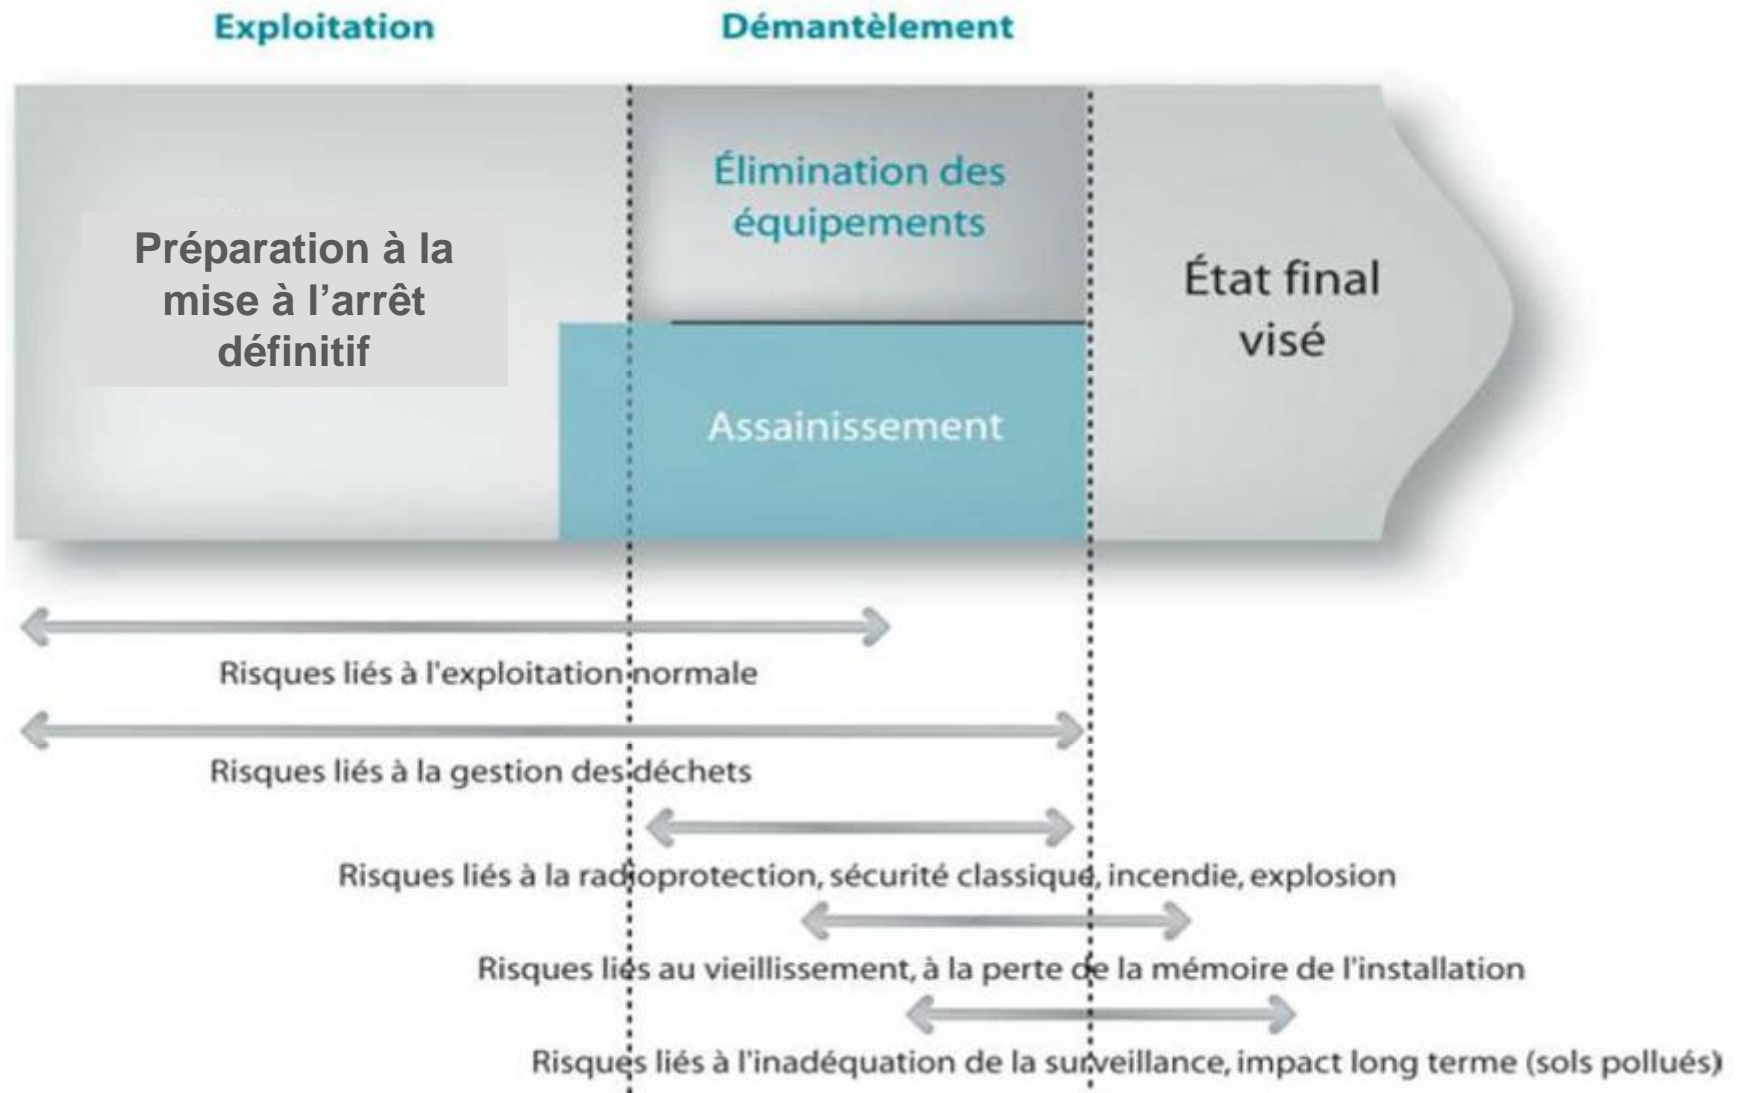 Exploitation
Démantèlement
Élimination des
équipements
Préparation à la
mise à l’arrêt
définitif
État final
visé
Assainissement
Risques liés à l'exploitation normale
Risques liés à la gestion des déchets
Risques liés à la radioprotection, sécurité classique, incendie, explosion
Risques liés au vieillissement, à la perte de la mémoire de l'installation
Risques liés à l'inadéquation de la surveillance, impact long terme (sols pollués)